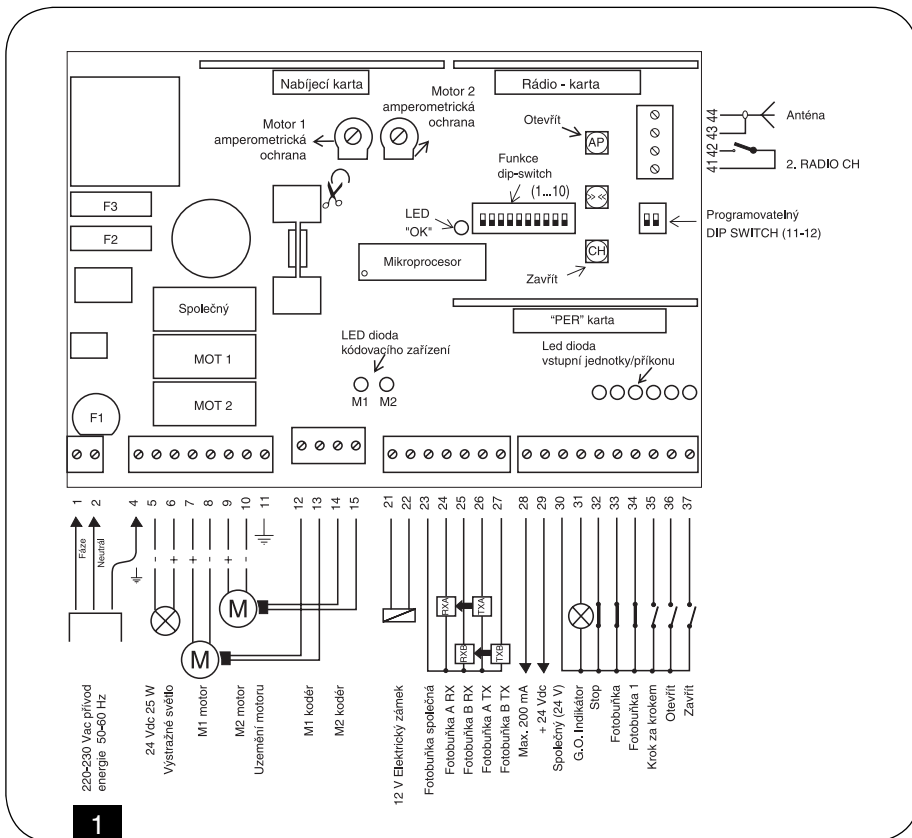 Nabíjecí karta
Rádio - karta
Motor 2
amperometrická
ochrana
Motor 1
amperometrická
ochrana
Otevřít
AP
44
43
42
41
Anténa
2. RADIO CH
Funkce
dip-switch
(1...10)
>> <<
LED
"OK"
Programovatelný
DIP SWITCH (11-12)
CH
Zavřít
Mikroprocesor
F3
F2
Společný
MOT 1
MOT 2
F1
"PER" karta
LED dioda
kódovacího zařízení
M1 M2
Led dioda
vstupní jednotky/příkonu
1 2 4 5 6 7 8 9 10 11 12 13 14 15 21 22 23 24 25 26 27 28 29 30 31 32 33 34 35 36 37
Fáze
Neutrál
- + + - + -
M
M
RXA
TXA
RXB
TXB
220-230 Vac přívod
energie 50-60 Hz
24 Vdc 25 W
Výstražné světlo
M1 motor
M2 motor
Uzemění motoru
M1 kodér
M2 kodér
12 V Elektrický zámek
Fotobuňka společná
Fotobuňka A RX
Fotobuňka B RX
Fotobuňka A TX
Fotobuňka B TX
Max. 200 mA
+ 24 Vdc
Společný (24 V)
G.O. Indikátor
Stop
Fotobuňka
Fotobuňka 1
Krok za krokem
Otevřít
Zavřít
1